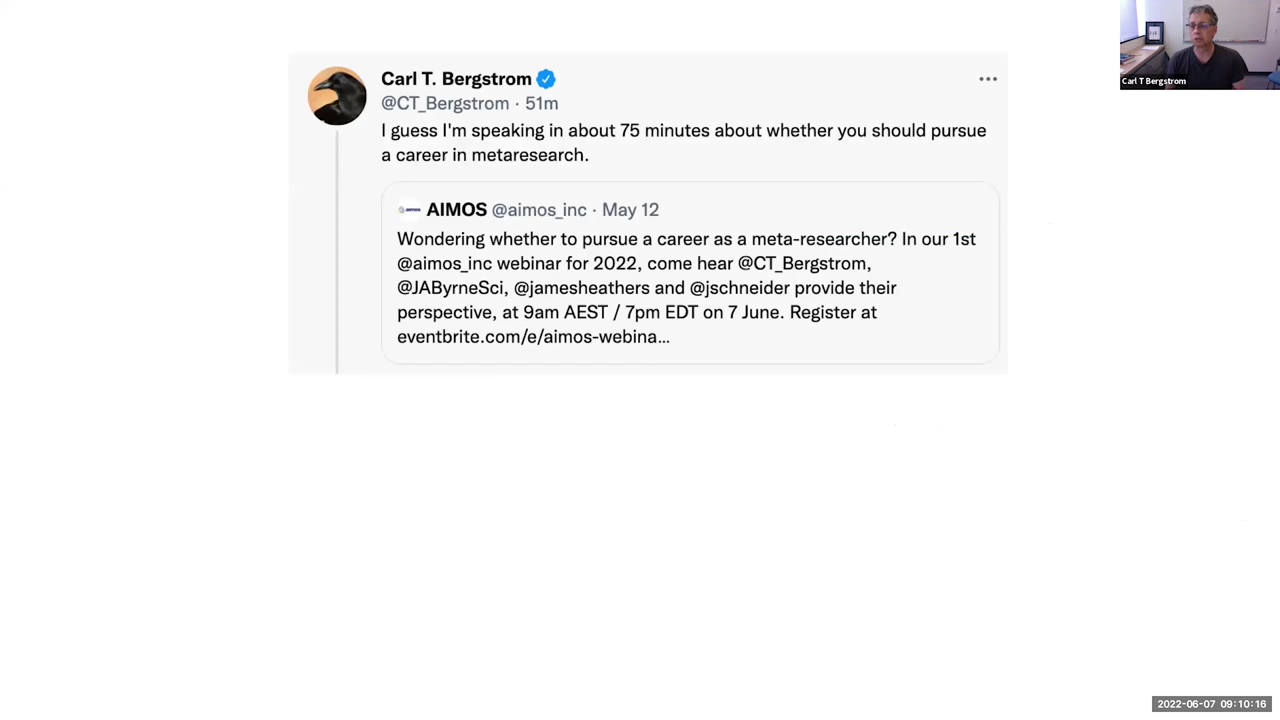 Carl T. Bergstrom
@CT_Bergstrom · 51m
I guess I'm speaking in about 75 minutes about whether you should pursue
a career in metaresearch.
AIMOS @aimos_inc · May 12
Wondering whether to pursue a career as a meta-researcher? In our 1st
@aimos_inc webinar for 2022, come hear @CT_Bergstrom,
@JAByrneSci, @jamesheathers and @jschneider provide their
perspective, at 9am AEST / 7pm EDT on 7 June. Register at
eventbrite.com/e/aimos-webina...
Carl T Bergstrom
2022-06-07 09:10:16